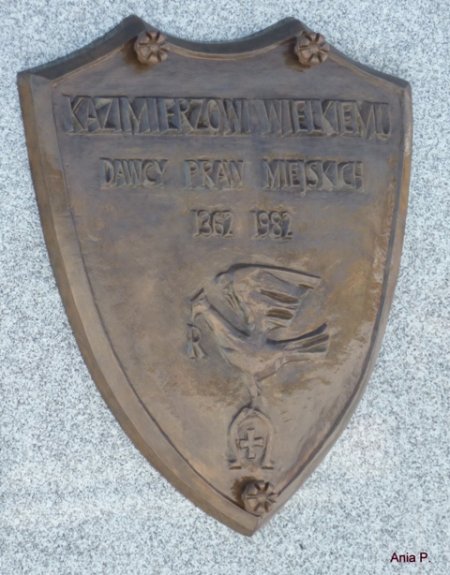 KAZIMIERZOWI WIELKIEMU
DAWCY PRAW MIEJSKICH
1362 1982
Ania P.